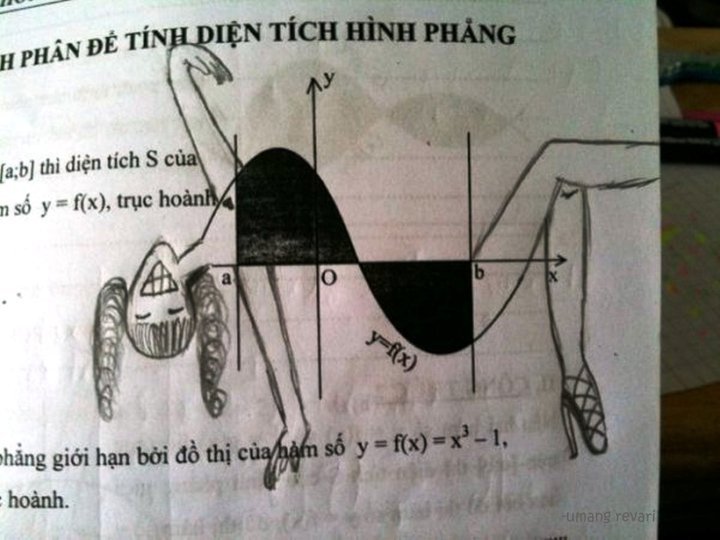 H PHÂN ĐỂ TÍNH DIỆN TÍCH HÌNH PHẲNG
y
[a;b] thì diện tích S của
m số y = f(x), trục hoành
a O b x
y=f(x)
phẳng giới hạn bởi đồ thị của hàm số y = f(x) = x³ – 1,
c hoành.
-umang revari